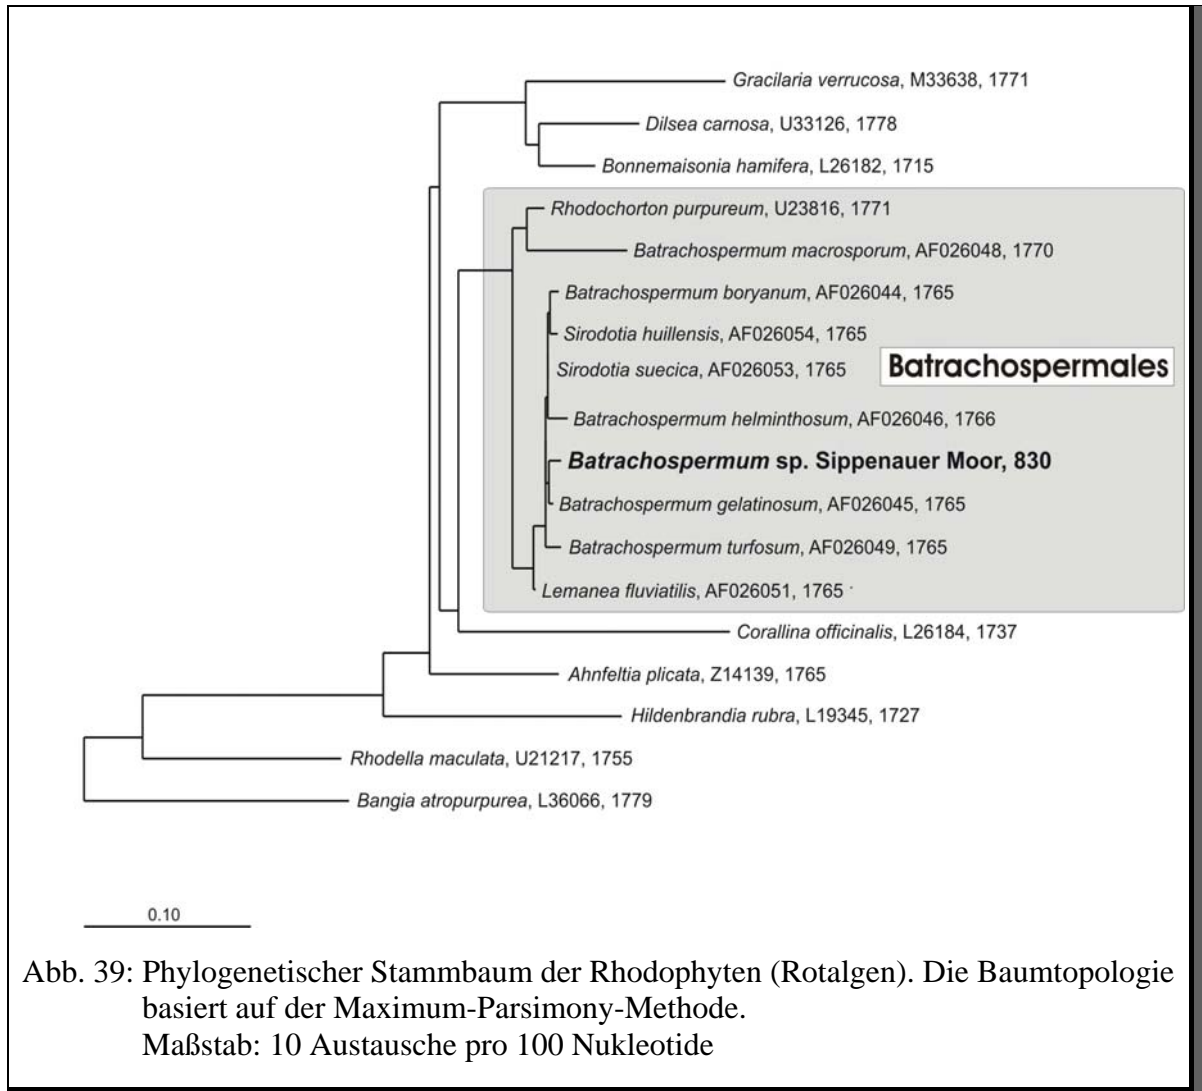 Gracilaria verrucosa, M33638, 1771
Dilsea carnosa, U33126, 1778
Bonnemaisonia hamifera, L26182, 1715
Rhodochorton purpureum, U23816, 1771
Batrachospermum macrosporum, AF026048, 1770
Batrachospermum boryanum, AF026044, 1765
Sirodotia huillensis, AF026054, 1765
Sirodotia suecica, AF026053, 1765
Batrachospermales
Batrachospermum helminthosum, AF026046, 1766
Batrachospermum sp. Sippenauer Moor, 830
Batrachospermum gelatinosum, AF026045, 1765
Batrachospermum turfosum, AF026049, 1765
Lemanea fluviatilis, AF026051, 1765
Corallina officinalis, L26184, 1737
Ahnfeltia plicata, Z14139, 1765
Hildenbrandia rubra, L19345, 1727
Rhodella maculata, U21217, 1755
Bangia atropurpurea, L36066, 1779
0.10
Abb. 39: Phylogenetischer Stammbaum der Rhodophyten (Rotalgen). Die Baumtopologie
basiert auf der Maximum-Parsimony-Methode.
Maßstab: 10 Austausche pro 100 Nukleotide